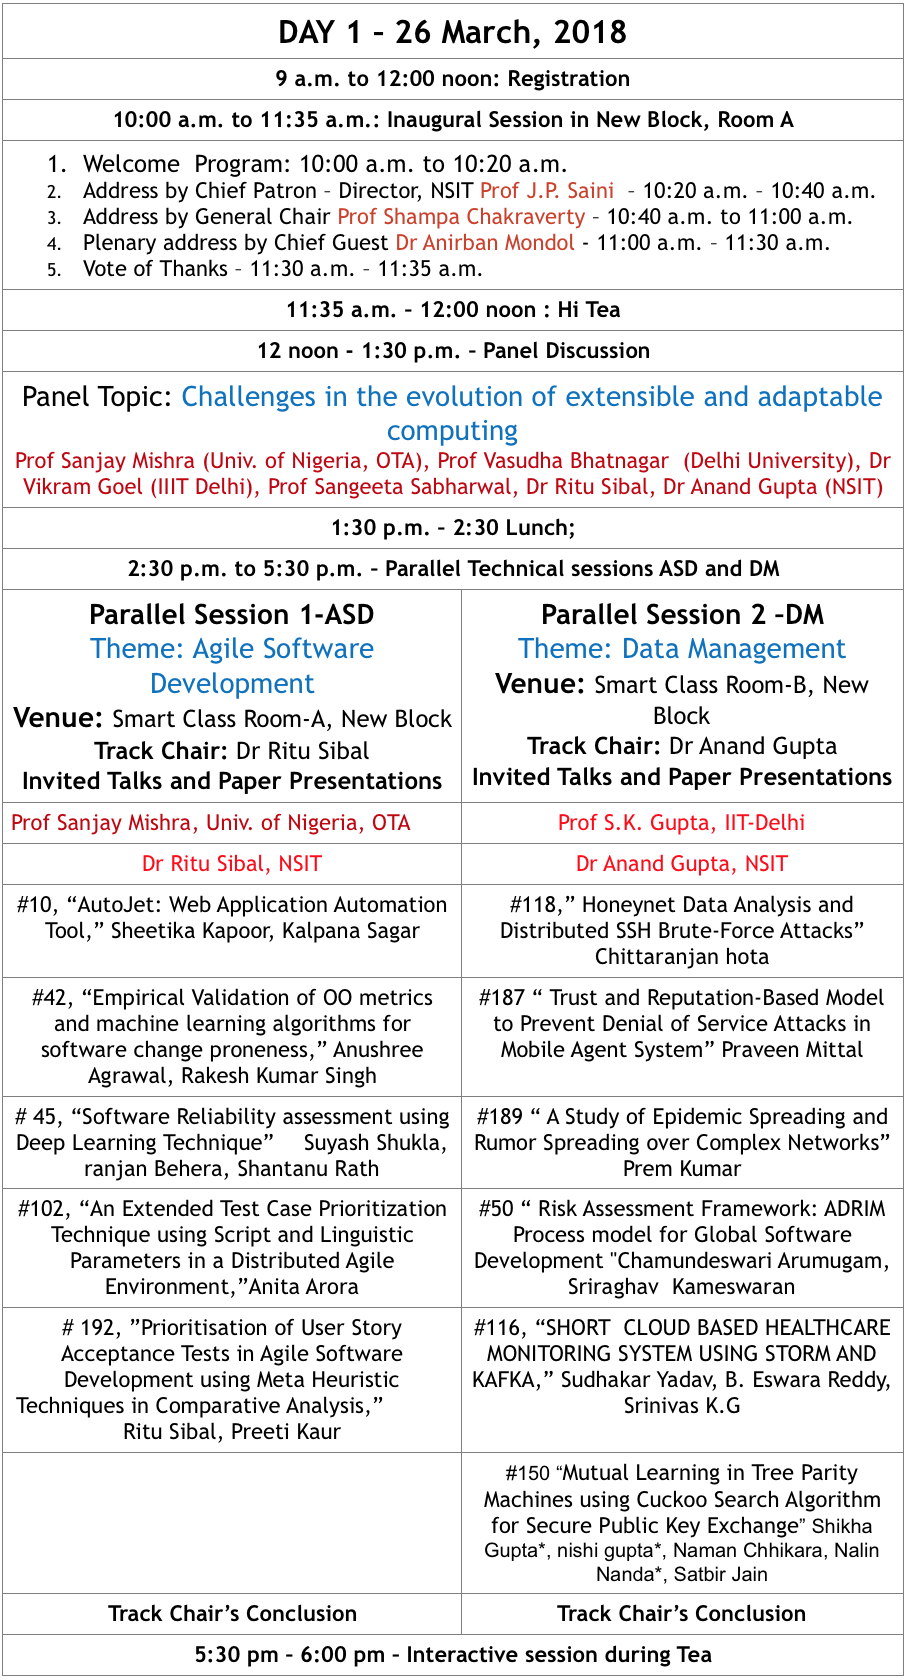 DAY 1 – 26 March, 2018
9 a.m. to 12:00 noon: Registration
10:00 a.m. to 11:35 a.m.: Inaugural Session in New Block, Room A
1. Welcome  Program: 10:00 a.m. to 10:20 a.m.
2. Address by Chief Patron – Director, NSIT Prof J.P. Saini  – 10:20 a.m. – 10:40 a.m.
3. Address by General Chair Prof Shampa Chakraverty – 10:40 a.m. to 11:00 a.m.
4. Plenary address by Chief Guest Dr Anirban Mondol - 11:00 a.m. – 11:30 a.m.
5. Vote of Thanks – 11:30 a.m. – 11:35 a.m.
11:35 a.m. – 12:00 noon : Hi Tea
12 noon - 1:30 p.m. – Panel Discussion
Panel Topic: Challenges in the evolution of extensible and adaptable
computing
Prof Sanjay Mishra (Univ. of Nigeria, OTA), Prof Vasudha Bhatnagar  (Delhi University), Dr
Vikram Goel (IIIT Delhi), Prof Sangeeta Sabharwal, Dr Ritu Sibal, Dr Anand Gupta (NSIT)
1:30 p.m. – 2:30 Lunch;
2:30 p.m. to 5:30 p.m. – Parallel Technical sessions ASD and DM
Parallel Session 1-ASD
Theme: Agile Software
Development
Venue: Smart Class Room-A, New Block
Track Chair: Dr Ritu Sibal
Invited Talks and Paper Presentations
Parallel Session 2 –DM
Theme: Data Management
Venue: Smart Class Room-B, New
Block
Track Chair: Dr Anand Gupta
Invited Talks and Paper Presentations
Prof Sanjay Mishra, Univ. of Nigeria, OTA
Prof S.K. Gupta, IIT-Delhi
Dr Ritu Sibal, NSIT
Dr Anand Gupta, NSIT
#10, “AutoJet: Web Application Automation
Tool,” Sheetika Kapoor, Kalpana Sagar
#118,” Honeynet Data Analysis and
Distributed SSH Brute-Force Attacks”
Chittaranjan hota
#42, “Empirical Validation of OO metrics
and machine learning algorithms for
software change proneness,” Anushree
Agrawal, Rakesh Kumar Singh
#187 “ Trust and Reputation-Based Model
to Prevent Denial of Service Attacks in
Mobile Agent System” Praveen Mittal
# 45, “Software Reliability assessment using
Deep Learning Technique”    Suyash Shukla,
ranjan Behera, Shantanu Rath
#189 “ A Study of Epidemic Spreading and
Rumor Spreading over Complex Networks”
Prem Kumar
#102, “An Extended Test Case Prioritization
Technique using Script and Linguistic
Parameters in a Distributed Agile
Environment,”Anita Arora
#50 “ Risk Assessment Framework: ADRIM
Process model for Global Software
Development "Chamundeswari Arumugam,
Sriraghav  Kameswaran
# 192, ”Prioritisation of User Story
Acceptance Tests in Agile Software
Development using Meta Heuristic
Techniques in Comparative Analysis,”
Ritu Sibal, Preeti Kaur
#116, “SHORT  CLOUD BASED HEALTHCARE
MONITORING SYSTEM USING STORM AND
KAFKA,” Sudhakar Yadav, B. Eswara Reddy,
Srinivas K.G
#150 “Mutual Learning in Tree Parity
Machines using Cuckoo Search Algorithm
for Secure Public Key Exchange” Shikha
Gupta*, nishi gupta*, Naman Chhikara, Nalin
Nanda*, Satbir Jain
Track Chair’s Conclusion
Track Chair’s Conclusion
5:30 pm – 6:00 pm – Interactive session during Tea